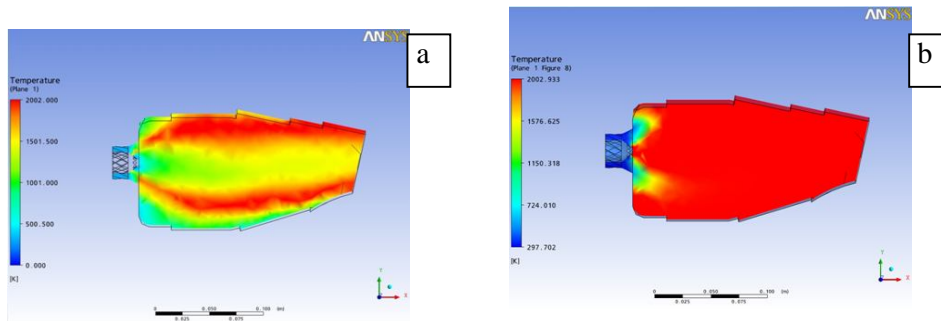 ANSYS
a
Temperature
(Plane 1)
2002.000
1501.500
1001.000
500.500
0.000
[K]
Y
X
0
0.050
0.100 (m)
0.025
0.075
ANSYS
b
Temperature
(Plane 1 Figure 8)
2002.933
1576.625
1150.318
724.010
297.702
[K]
Y
X
0
0.050
0.100 (m)
0.025
0.075